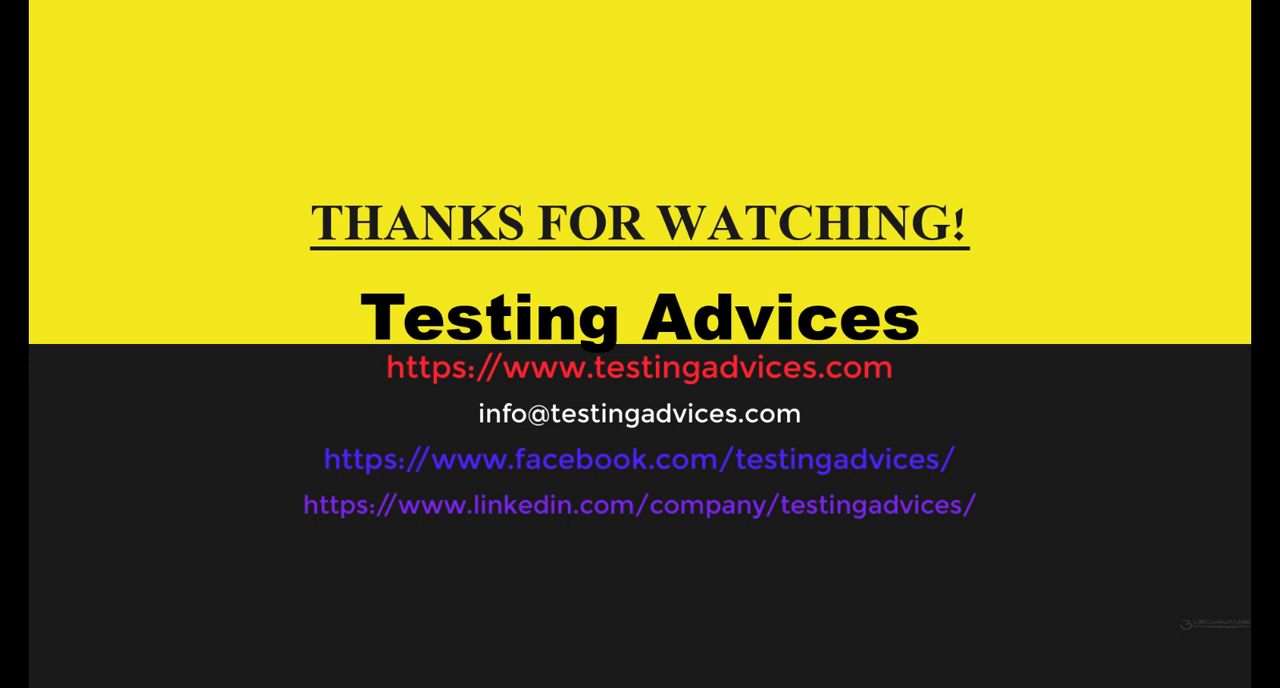 THANKS FOR WATCHING!
Testing Advices
https://www.testingadvices.com
info@testingadvices.com
https://www.facebook.com/testingadvices/
https://www.linkedin.com/company/testingadvices/